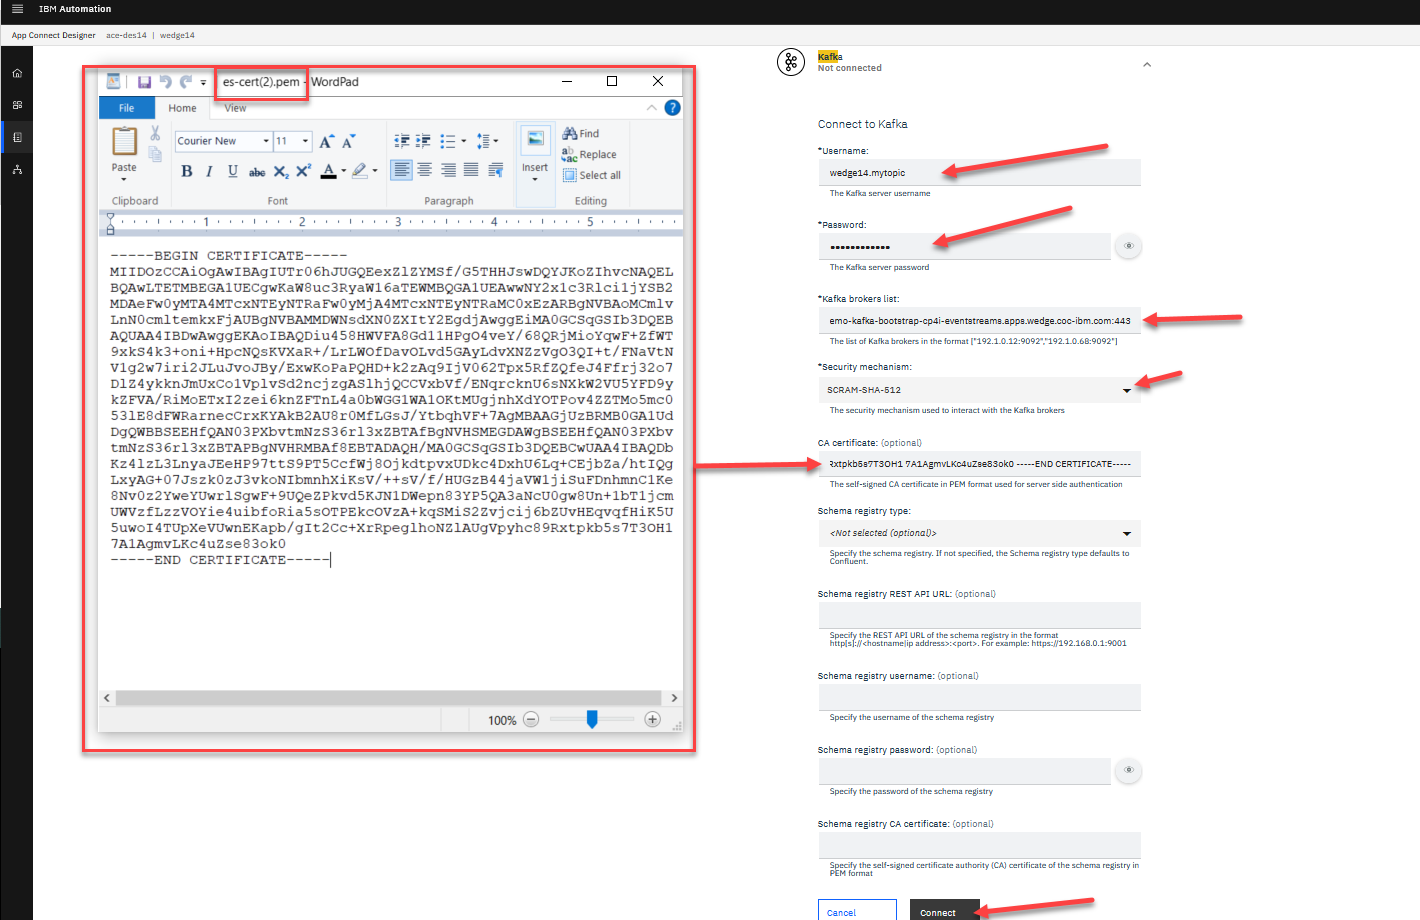 IBM Automation
App Connect Designer ace-des14 | wedge14
es-cert(2).pem - WordPad
File Home View
Courier New 11
Paste
B I U abc X₂ X² A
Insert
Find
Replace
Select all
Clipboard Font Paragraph Editing
1 2 3 4 5
-----BEGIN CERTIFICATE-----
MIIDOzCCAiOgAwIBAgIUTr06hJUGQEexZlZYMSf/G5THHJswDQYJKoZIhvcNAQEL
BQAwLTETMBEGA1UECgwKaW8uc3RyaW16aTEWMBQGA1UEAwwNY2x1c3Rlci1jYSB2
MDAeFw0yMTA4MTcxNTEyNTRaFw0yMjA4MTcxNTEyNTRaMC0xEzARBgNVBAoMCmlv
LnN0cmltemkxFjAUBgNVBAMMDWNsdXN0ZXItY2EgdjAwggEiMA0GCSqGSIb3DQEB
AQUAA4IBDwAwggEKAoIBAQDiu458HWVFA8Gd11HPgO4veY/68QRjMioYqwF+ZfWT
9xkS4k3+oni+HpcNQsKVXaR+/LrLWOfDavOLvd5GAyLdvXNZzVgO3QI+t/FNaVtN
V1g2w7iri2JLuJvoJBy/ExwKoPaPQHD+k2zAq9IjV062Tpx5RfZQfeJ4Ffrj32o7
DlZ4ykknJmUxCo1VplvSd2ncjzgASlhjQCCVxbVf/ENqrcknU6sNXkW2VU5YFD9y
kZFVA/RiMoETxI2zei6knZFTnL4a0bWGG1WA1OKtMUgjnhXdYOTPov4ZZTMo5mc0
531E8dFWRarnecCrxKYAkB2AU8r0MfLGsJ/YtbqhVF+7AgMBAAGjUzBRMB0GA1Ud
DgQWBBSEEHfQAN03PXbvtmNzS36rl3xZBTAfBgNVHSMEGDAWgBSEEHfQAN03PXbv
tmNzS36rl3xZBTAPBgNVHRMBAf8EBTADAQH/MA0GCSqGSIb3DQEBCwUAA4IBAQDb
Kz4lzL3LnyaJEeHP97ttS9PT5CcfWj8OjkdtpvxUDkc4DxhU6Lq+CEjbZa/htIQg
LxyAG+07Jszk0zJ3vkoNIbmnhXiKsV/++sV/f/HUGzB44jaVW1jiSuFDnhmnC1Ke
8Nv0z2YweYUwrlSgwF+9UQeZPkvd5KJN1DWepn83YP5QA3aNcU0gw8Un+1bT1jcm
UWVzfLzzVOYie4uibfoRia5sOTPEkcOVzA+kqSMiS2Zvjcij6bZUvHEqvqfHiK5U
5uwoI4TUpXeVUwnEKapb/gIt2Cc+XrRpeglhoNZlAUgVpyhc89Rxtpkb5s7T3OH1
7A1AgmvLKc4uZse83ok0
-----END CERTIFICATE-----
100%
Kafka
Not connected
Connect to Kafka
*Username:
wedge14.mytopic
The Kafka server username
*Password:
••••••••••••
The Kafka server password
*Kafka brokers list:
emo-kafka-bootstrap-cp4i-eventstreams.apps.wedge.coc-ibm.com:443
The list of Kafka brokers in the format ["192.1.0.12:9092","192.1.0.68:9092"]
*Security mechanism:
SCRAM-SHA-512
The security mechanism used to interact with the Kafka brokers
CA certificate: (optional)
Rxtpkb5s7T3OH1 7A1AgmvLKc4uZse83ok0 -----END CERTIFICATE-----
The self-signed CA certificate in PEM format used for server side authentication
Schema registry type:
<Not selected (optional)>
Specify the schema registry. If not specified, the Schema registry type defaults to
Confluent.
Schema registry REST API URL: (optional)
Specify the REST API URL of the schema registry in the format
http[s]://<hostname|ip address>:<port>. For example: https://192.168.0.1:9001
Schema registry username: (optional)
Specify the username of the schema registry
Schema registry password: (optional)
Specify the password of the schema registry
Schema registry CA certificate: (optional)
Specify the self-signed certificate authority (CA) certificate of the schema registry in
PEM format
Cancel Connect